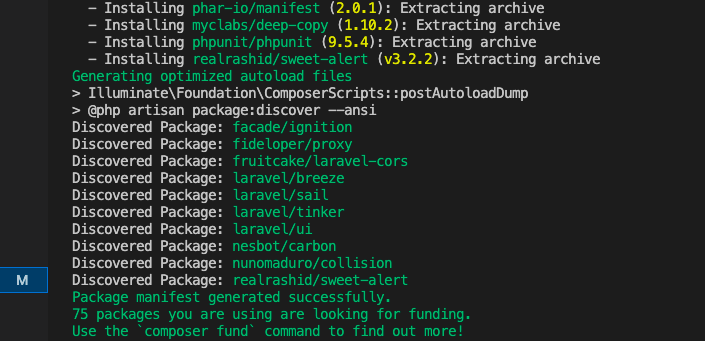 - Installing phar-io/manifest (2.0.1): Extracting archive
- Installing myclabs/deep-copy (1.10.2): Extracting archive
- Installing phpunit/phpunit (9.5.4): Extracting archive
- Installing realrashid/sweet-alert (v3.2.2): Extracting archive
Generating optimized autoload files
> Illuminate\Foundation\ComposerScripts::postAutoloadDump
> @php artisan package:discover --ansi
Discovered Package: facade/ignition
Discovered Package: fideloper/proxy
Discovered Package: fruitcake/laravel-cors
Discovered Package: laravel/breeze
Discovered Package: laravel/sail
Discovered Package: laravel/tinker
Discovered Package: laravel/ui
Discovered Package: nesbot/carbon
Discovered Package: nunomaduro/collision
Discovered Package: realrashid/sweet-alert
M
Package manifest generated successfully.
75 packages you are using are looking for funding.
Use the `composer fund` command to find out more!